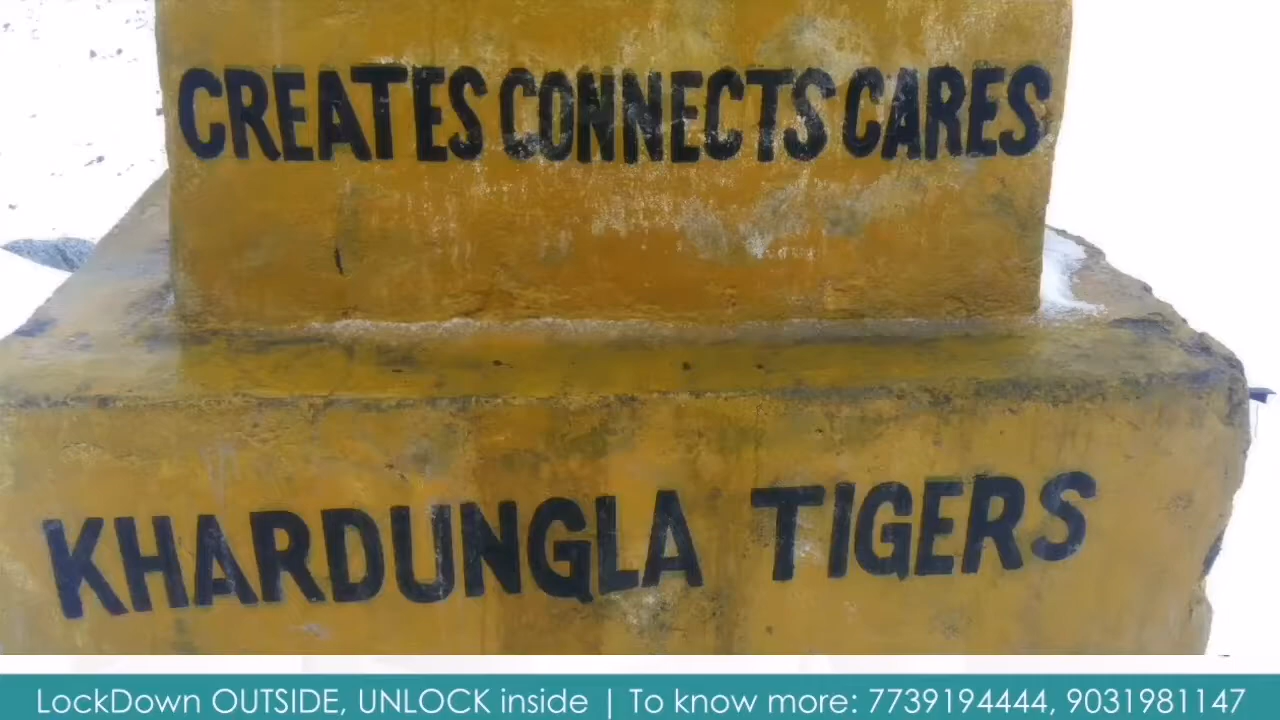 CREATES CONNECTS CARES
KHARDUNGLA TIGERS
LockDown OUTSIDE, UNLOCK inside | To know more: 7739194444, 9031981147